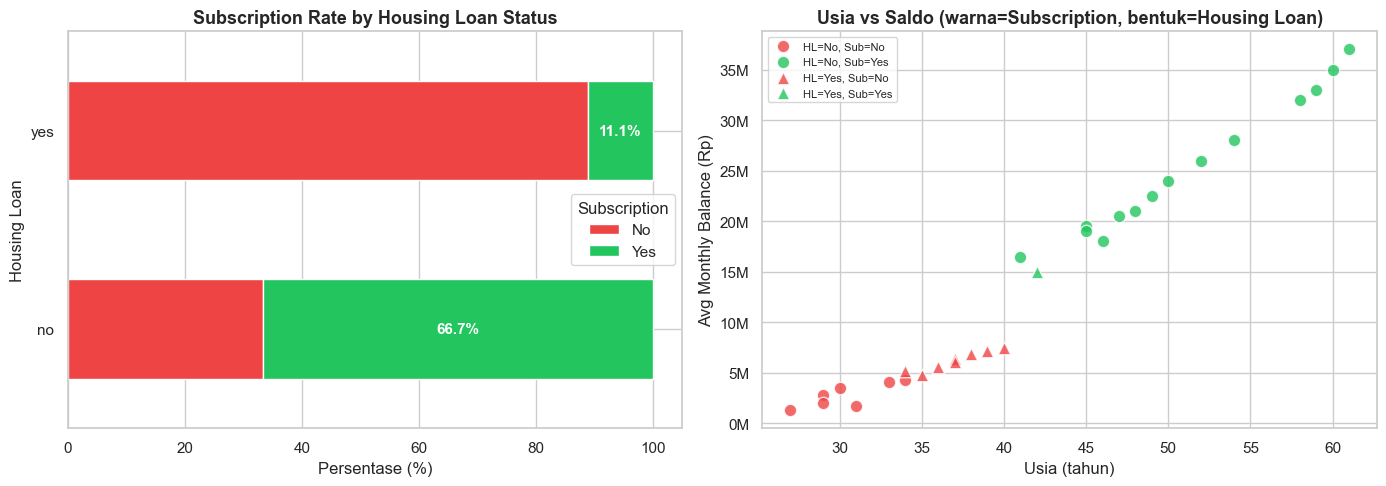 Subscription Rate by Housing Loan Status
Housing Loan
yes
no
11.1%
66.7%
Subscription
No
Yes
0
20
40
60
80
100
Persentase (%)
Usia vs Saldo (warna=Subscription, bentuk=Housing Loan)
HL=No, Sub=No
HL=No, Sub=Yes
HL=Yes, Sub=No
HL=Yes, Sub=Yes
Avg Monthly Balance (Rp)
35M
30M
25M
20M
15M
10M
5M
0M
30
35
40
45
50
55
60
Usia (tahun)